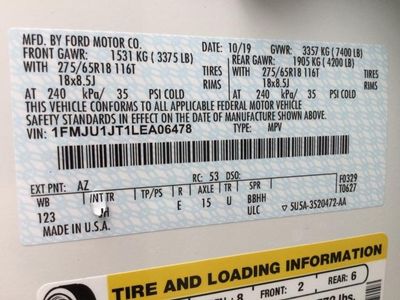 MFD. BY FORD MOTOR CO.
DATE: 10/19 GVWR: 3357 KG (7400 LB)
FRONT GAWR: 1531 KG (3375 LB) REAR GAWR: 1905 KG (4200 LB)
WITH 275/65R18 116T TIRES WITH 275/65R18 116T TIRES
18x8.5J RIMS 18x8.5J RIMS
AT 240 kPa/ 35 PSI COLD AT 240 kPa/ 35 PSI COLD
THIS VEHICLE CONFORMS TO ALL APPLICABLE FEDERAL MOTOR VEHICLE
SAFETY STANDARDS IN EFFECT ON THE DATE OF MANUFACTURE SHOWN ABOVE.
VIN: 1FMJU1JT1LEA06478 TYPE: MPV
EXT PNT: AZ RC: 53 DSO:
WB INT TR TP/PS R AXLE TR SPR F0329
123 JH E 15 U BBHH T0627
MADE IN U.S.A. ULC 5U5A-3520472-AA
TIRE AND LOADING INFORMATION
: 8 FRONT: 2 REAR: 6
lbs.